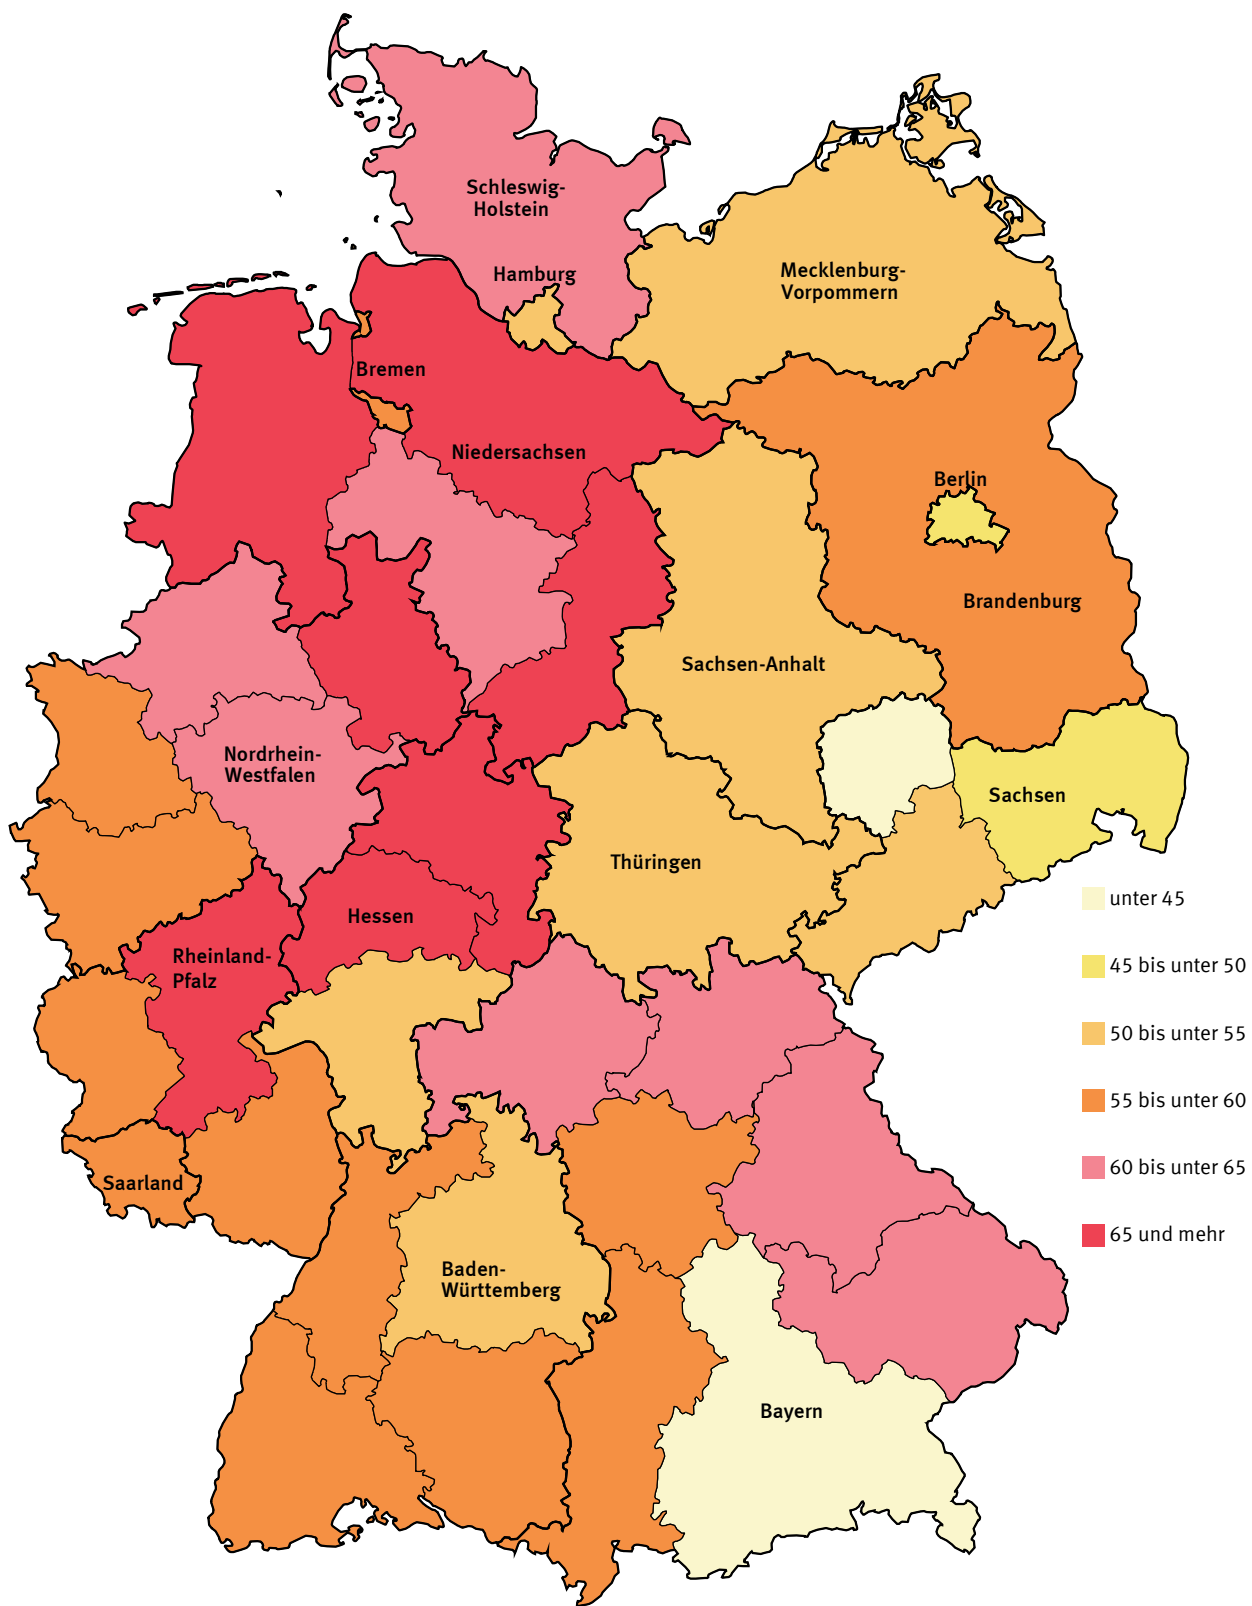 Schleswig-
Holstein
Hamburg
Mecklenburg-
Vorpommern
Bremen
Niedersachsen
Berlin
Brandenburg
Sachsen-Anhalt
Nordrhein-
Westfalen
Sachsen
Thüringen
Hessen
Rheinland-
Pfalz
Saarland
Baden-
Württemberg
Bayern
unter 45
45 bis unter 50
50 bis unter 55
55 bis unter 60
60 bis unter 65
65 und mehr